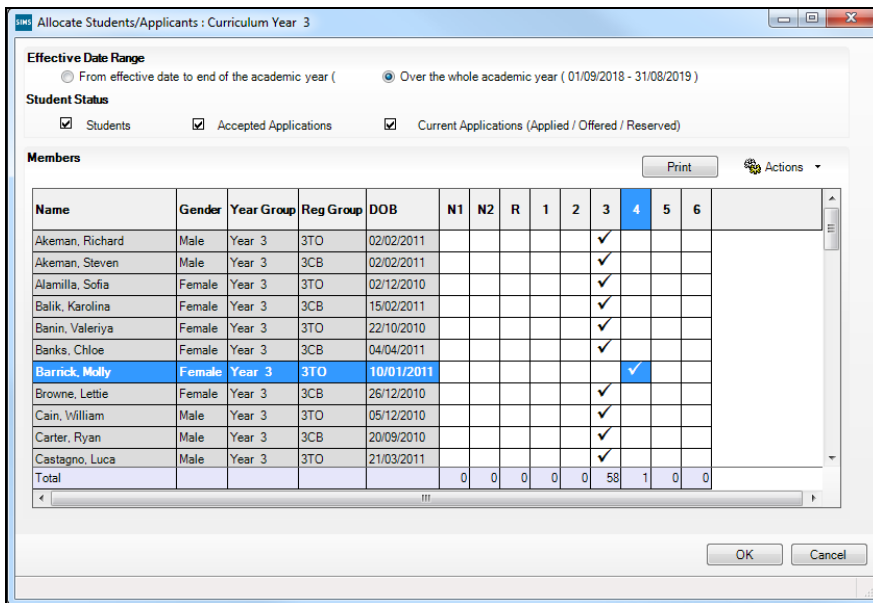 SIMS Allocate Students/Applicants : Curriculum Year 3
Effective Date Range
From effective date to end of the academic year ( Over the whole academic year ( 01/09/2018 - 31/08/2019 )
Student Status
Students Accepted Applications Current Applications (Applied / Offered / Reserved)
Members
Print Actions
Name Gender Year Group Reg Group DOB N1 N2 R 1 2 3 4 5 6
Akeman, Richard Male Year 3 3TO 02/02/2011 ✓
Akeman, Steven Male Year 3 3CB 02/02/2011 ✓
Alamilla, Sofia Female Year 3 3TO 02/12/2010 ✓
Balik, Karolina Female Year 3 3CB 15/02/2011 ✓
Banin, Valeriya Female Year 3 3TO 22/10/2010 ✓
Banks, Chloe Female Year 3 3CB 04/04/2011 ✓
Barrick, Molly Female Year 3 3TO 10/01/2011 ✓
Browne, Lettie Female Year 3 3CB 26/12/2010 ✓
Cain, William Male Year 3 3TO 05/12/2010 ✓
Carter, Ryan Male Year 3 3CB 20/09/2010 ✓
Castagno, Luca Male Year 3 3TO 21/03/2011 ✓
Total 0 0 0 0 0 58 1 0 0
OK Cancel